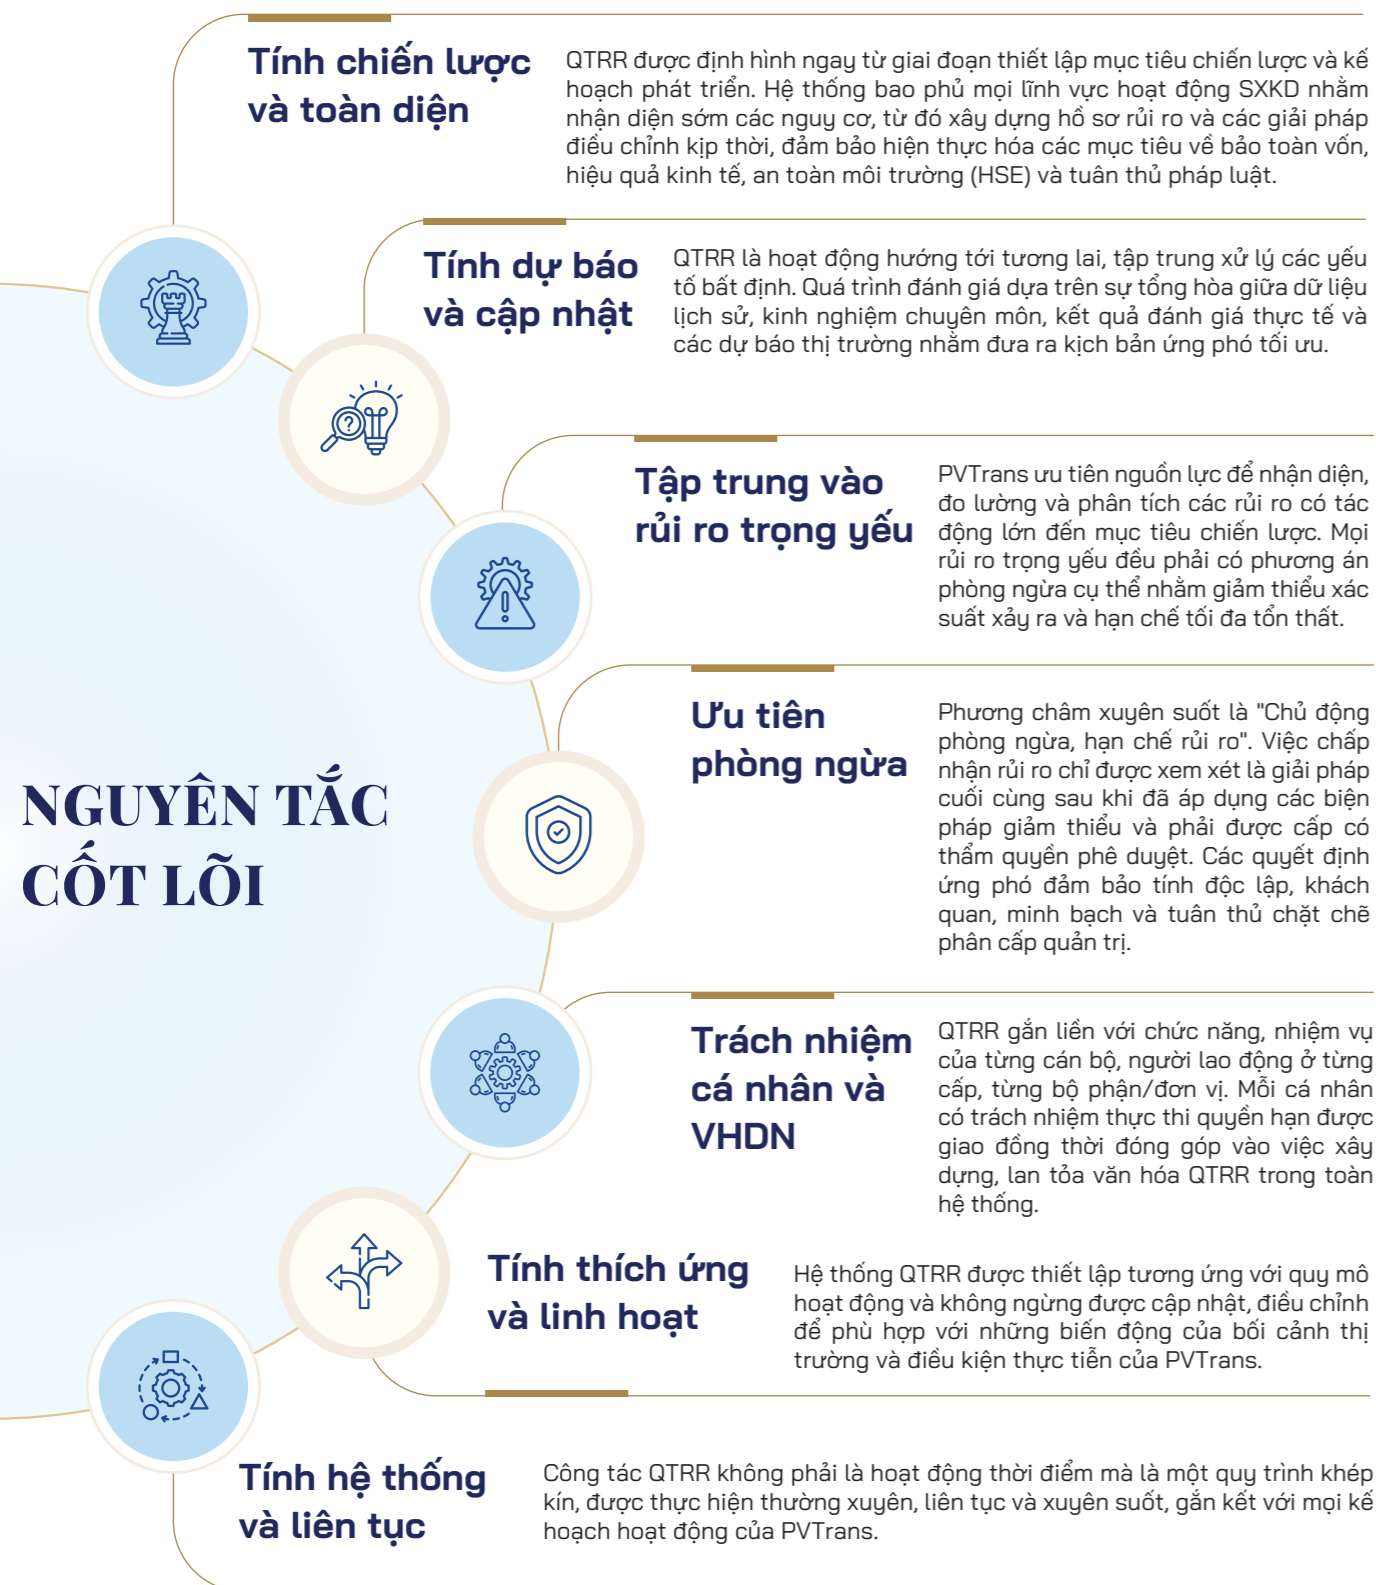 Tính chiến lược
và toàn diện
QTRR được định hình ngay từ giai đoạn thiết lập mục tiêu chiến lược và kế
hoạch phát triển. Hệ thống bao phủ mọi lĩnh vực hoạt động SXKD nhằm
nhận diện sớm các nguy cơ, từ đó xây dựng hồ sơ rủi ro và các giải pháp
điều chỉnh kịp thời, đảm bảo hiện thực hóa các mục tiêu về bảo toàn vốn,
hiệu quả kinh tế, an toàn môi trường (HSE) và tuân thủ pháp luật.
Tính dự báo
và cập nhật
QTRR là hoạt động hướng tới tương lai, tập trung xử lý các yếu
tố bất định. Quá trình đánh giá dựa trên sự tổng hòa giữa dữ liệu
lịch sử, kinh nghiệm chuyên môn, kết quả đánh giá thực tế và
các dự báo thị trường nhằm đưa ra kịch bản ứng phó tối ưu.
Tập trung vào
rủi ro trọng yếu
PVTrans ưu tiên nguồn lực để nhận diện,
đo lường và phân tích các rủi ro có tác
động lớn đến mục tiêu chiến lược. Mọi
rủi ro trọng yếu đều phải có phương án
phòng ngừa cụ thể nhằm giảm thiểu xác
suất xảy ra và hạn chế tối đa tổn thất.
Ưu tiên
phòng ngừa
Phương châm xuyên suốt là "Chủ động
phòng ngừa, hạn chế rủi ro". Việc chấp
nhận rủi ro chỉ được xem xét là giải pháp
cuối cùng sau khi đã áp dụng các biện
pháp giảm thiểu và phải được cấp có
thẩm quyền phê duyệt. Các quyết định
ứng phó đảm bảo tính độc lập, khách
quan, minh bạch và tuân thủ chặt chẽ
phân cấp quản trị.
NGUYÊN TẮC
CỐT LÕI
Trách nhiệm
cá nhân và
VHDN
QTRR gắn liền với chức năng, nhiệm vụ
của từng cán bộ, người lao động ở từng
cấp, từng bộ phận/đơn vị. Mỗi cá nhân
có trách nhiệm thực thi quyền hạn được
giao đồng thời đóng góp vào việc xây
dựng, lan tỏa văn hóa QTRR trong toàn
hệ thống.
Tính thích ứng
và linh hoạt
Hệ thống QTRR được thiết lập tương ứng với quy mô
hoạt động và không ngừng được cập nhật, điều chỉnh
để phù hợp với những biến động của bối cảnh thị
trường và điều kiện thực tiễn của PVTrans.
Tính hệ thống
và liên tục
Công tác QTRR không phải là hoạt động thời điểm mà là một quy trình khép
kín, được thực hiện thường xuyên, liên tục và xuyên suốt, gắn kết với mọi kế
hoạch hoạt động của PVTrans.